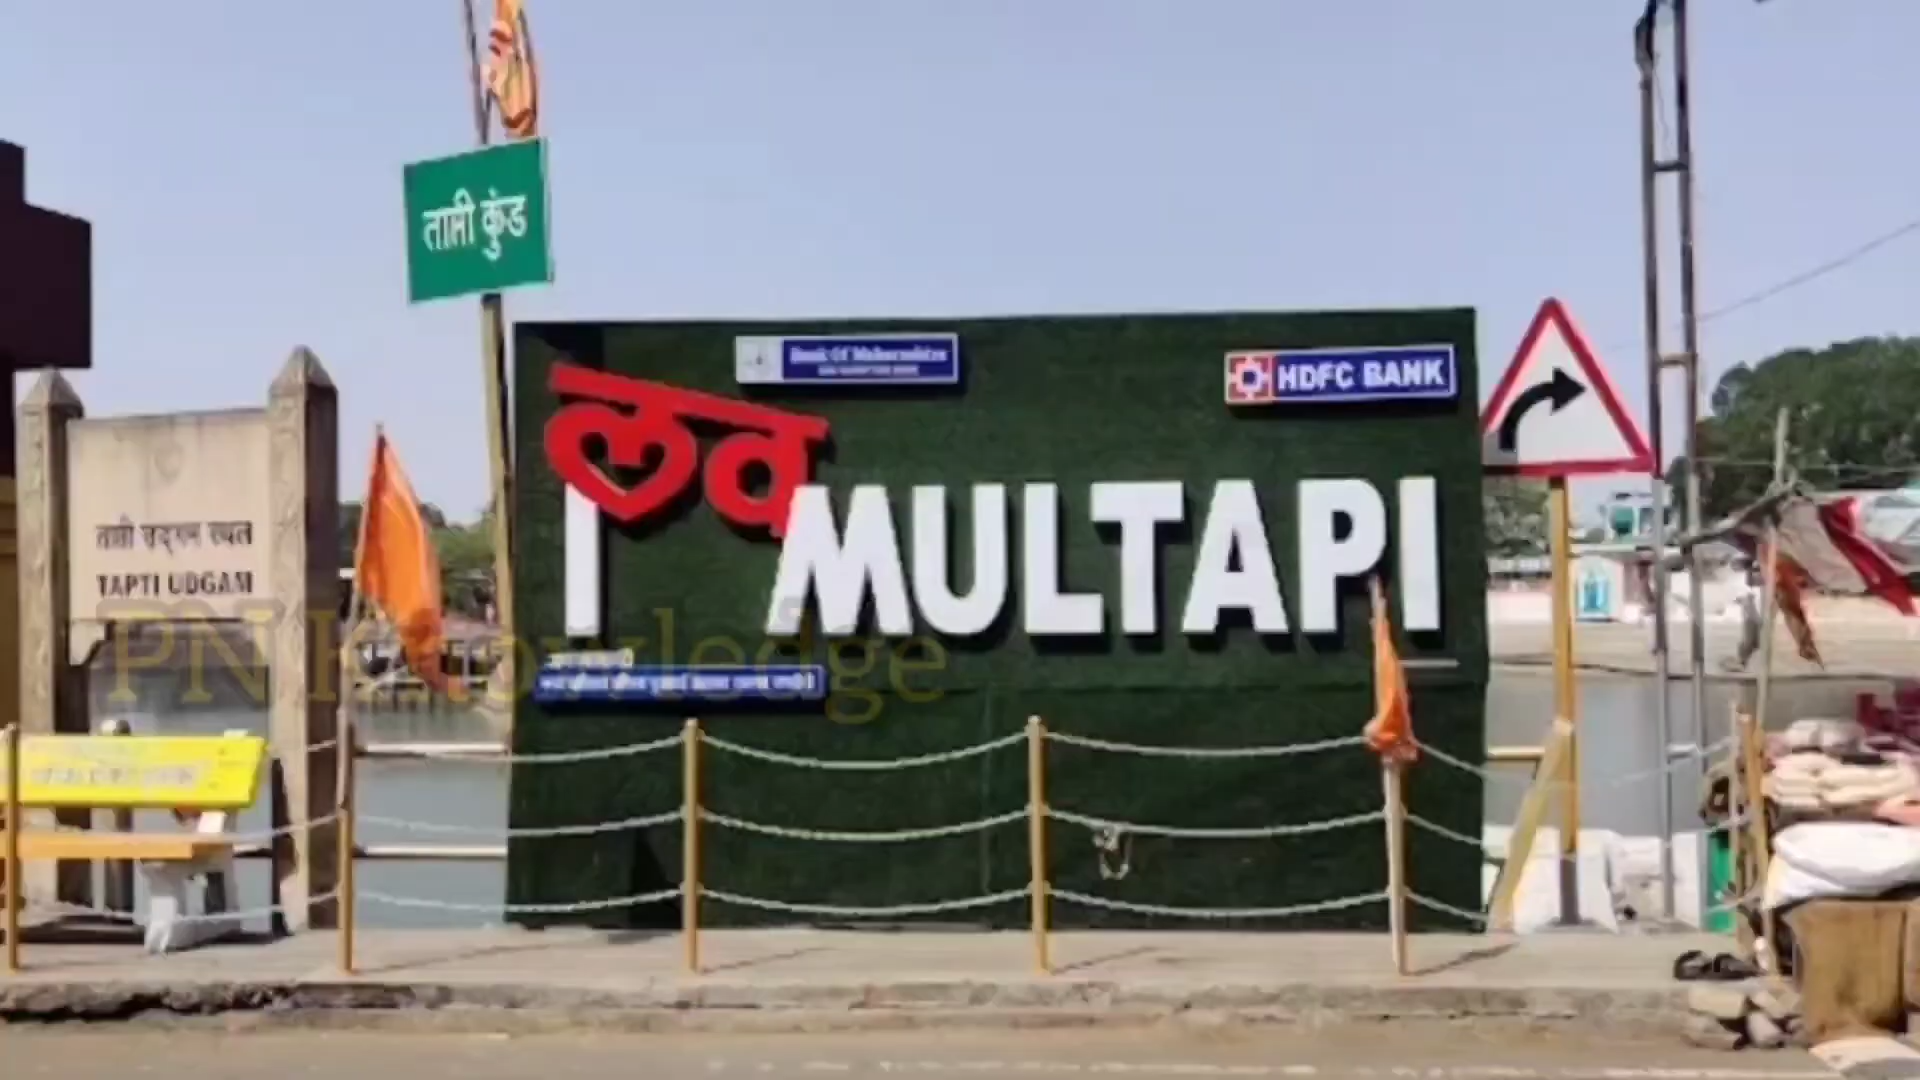 ताप्ती कुंड
Bank Of Maharashtra
HDFC BANK
I लव MULTAPI
ताप्ती उद्गम स्थल
TAPTI UDGAM
PN Knowledge